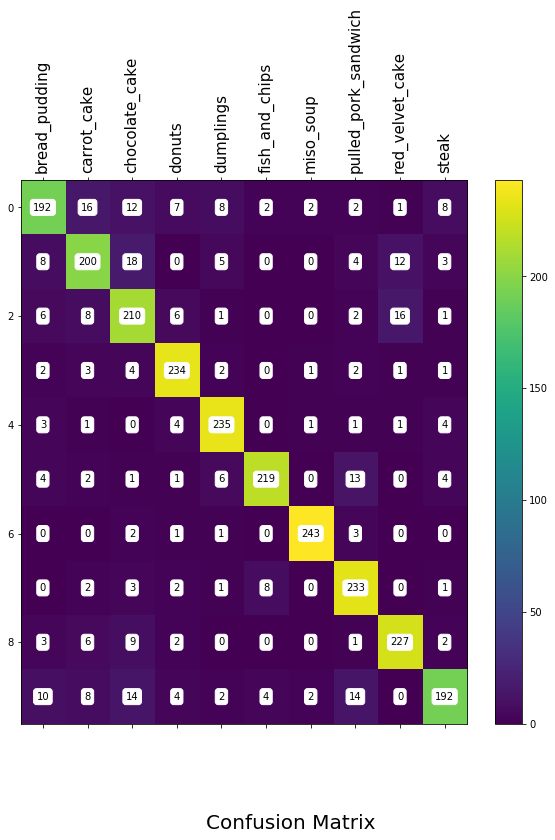 bread_pudding carrot_cake chocolate_cake donuts dumplings fish_and_chips miso_soup pulled_pork_sandwich red_velvet_cake steak
0 192 16 12 7 8 2 2 2 1 8
8 200 18 0 5 0 0 4 12 3
2 6 8 210 6 1 0 0 2 16 1
2 3 4 234 2 0 1 2 1 1
4 3 1 0 4 235 0 1 1 1 4
4 2 1 1 6 219 0 13 0 4
6 0 0 2 1 1 0 243 3 0 0
0 2 3 2 1 8 0 233 0 1
8 3 6 9 2 0 0 0 1 227 2
10 8 14 4 2 4 2 14 0 192
200
150
100
50
0
Confusion Matrix